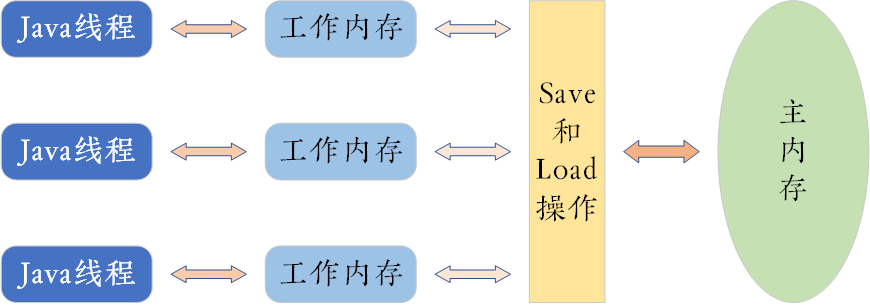 Java线程
工作内存
Java线程
工作内存
Java线程
工作内存
Save
和
Load
操作
主
内
存